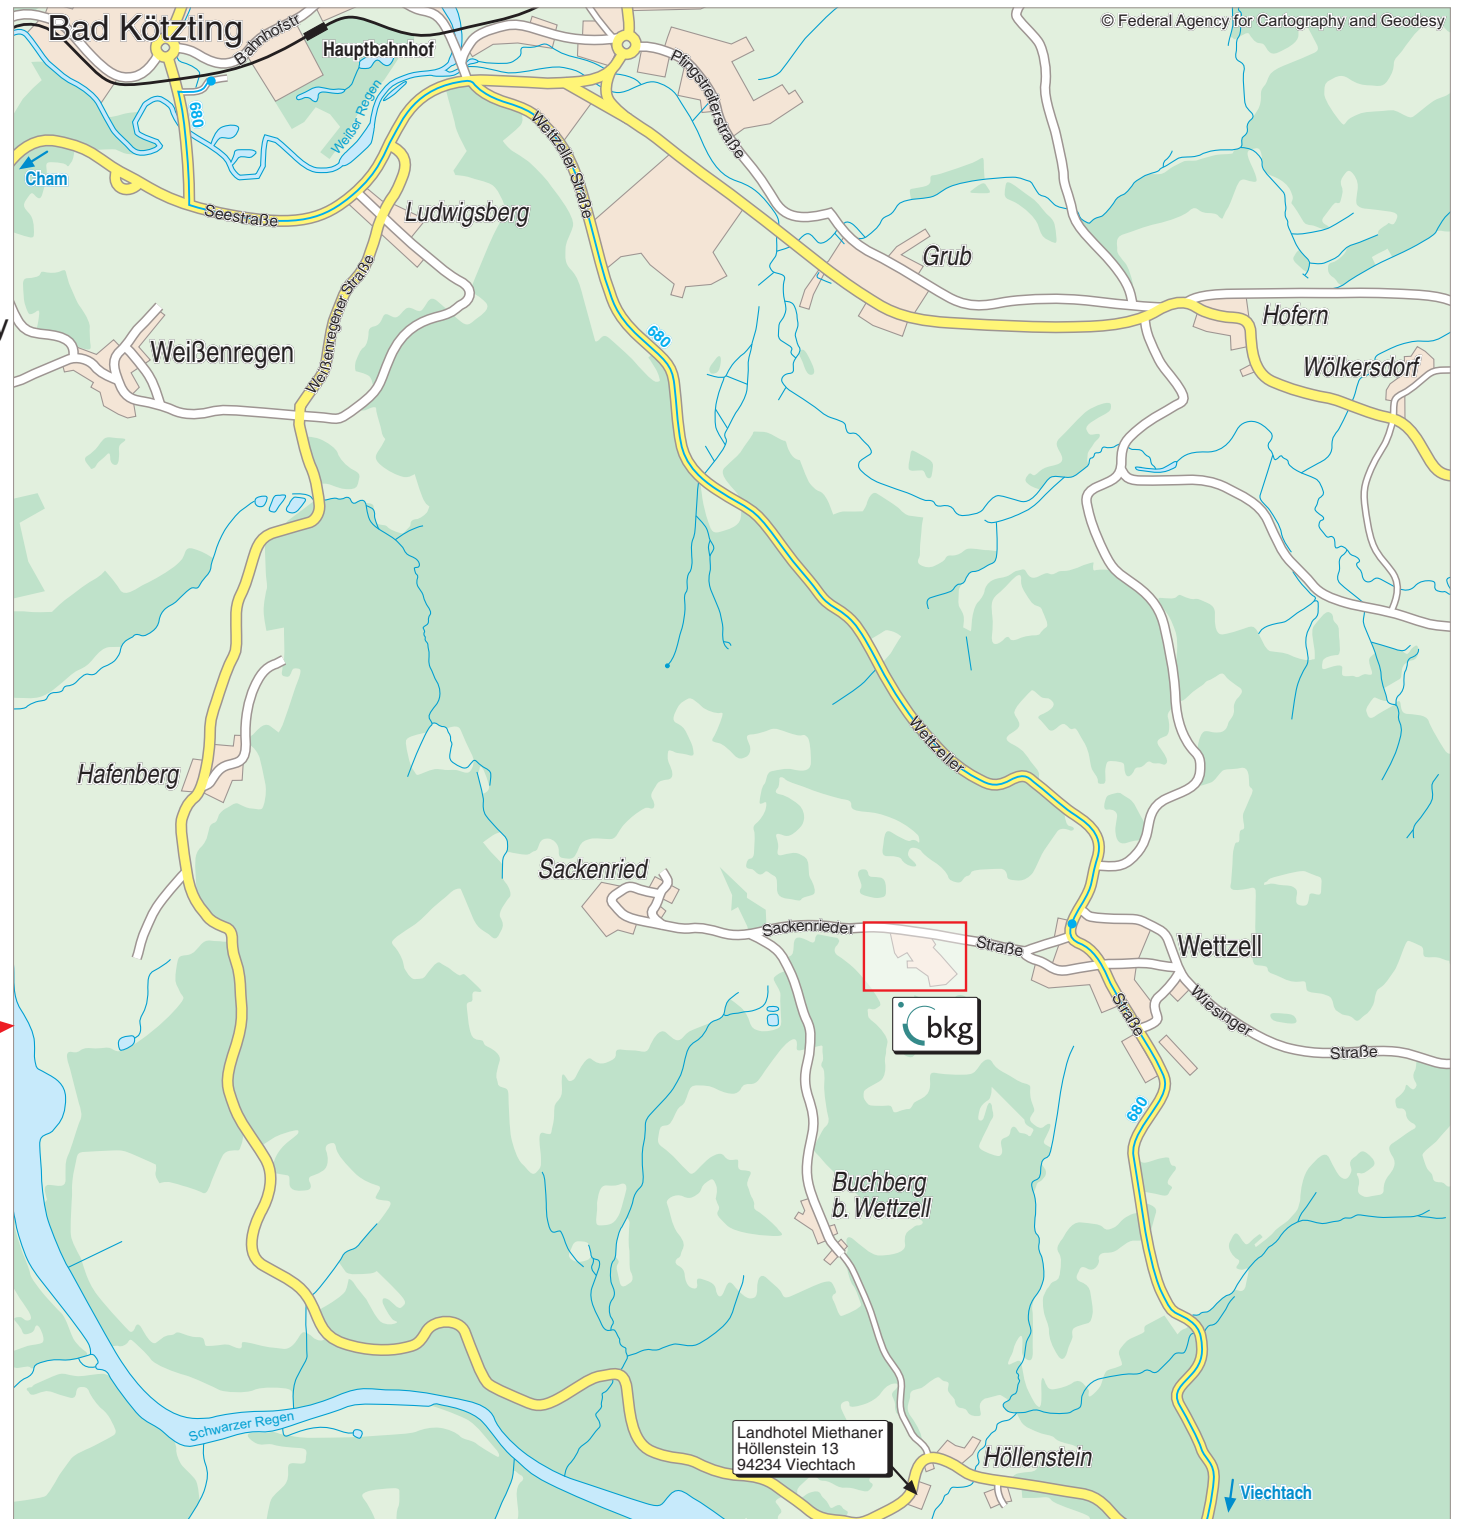 Bad Kötzting
© Federal Agency for Cartography and Geodesy
Bahnhofstr
Hauptbahnhof
Pfingstreiterstraße
Weißer Regen
680
Wettzeller Straße
Cham
Seestraße
Ludwigsberg
Grub
Weißenregener Straße
Hofern
y
680
Weißenregen
Wölkersdorf
Wettzeller
Hafenberg
Sackenried
Sackenrieder
Straße
Wettzell
Wiesinger
Straße
bkg
Straße
680
Buchberg
b. Wettzell
Schwarzer Regen
Landhotel Miethaner
Höllenstein 13
94234 Viechtach
Höllenstein
Viechtach